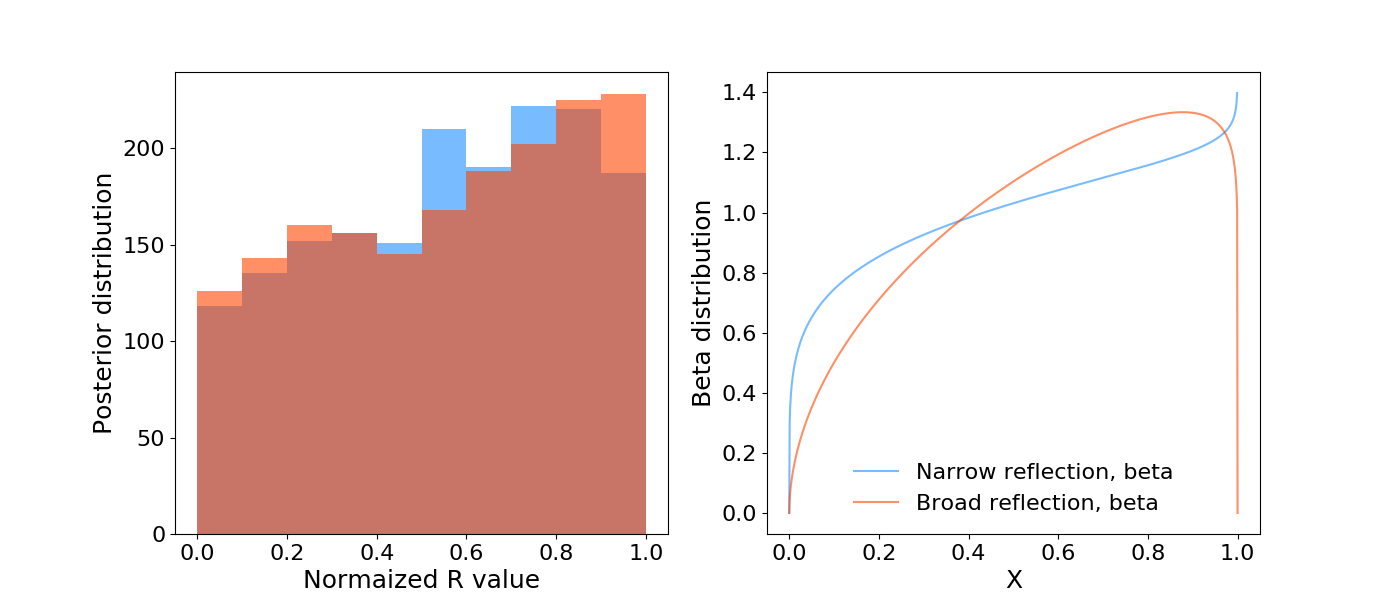 Posterior distribution
200
150
100
50
0
0.0 0.2 0.4 0.6 0.8 1.0
Normaized R value
Beta distribution
1.4
1.2
1.0
0.8
0.6
0.4
0.2
0.0
Narrow reflection, beta
Broad reflection, beta
0.0 0.2 0.4 0.6 0.8 1.0
X